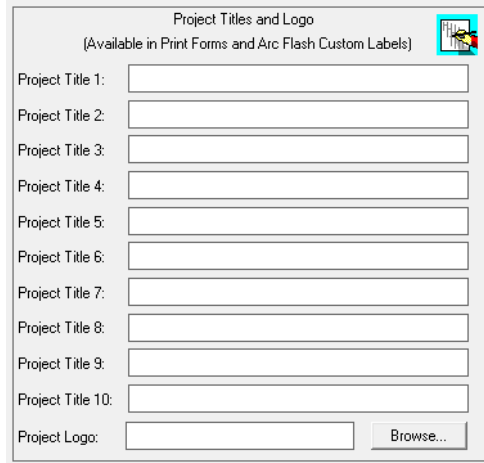 Project Titles and Logo
(Available in Print Forms and Arc Flash Custom Labels)
Project Title 1:
Project Title 2:
Project Title 3:
Project Title 4:
Project Title 5:
Project Title 6:
Project Title 7:
Project Title 8:
Project Title 9:
Project Title 10:
Project Logo: Browse...